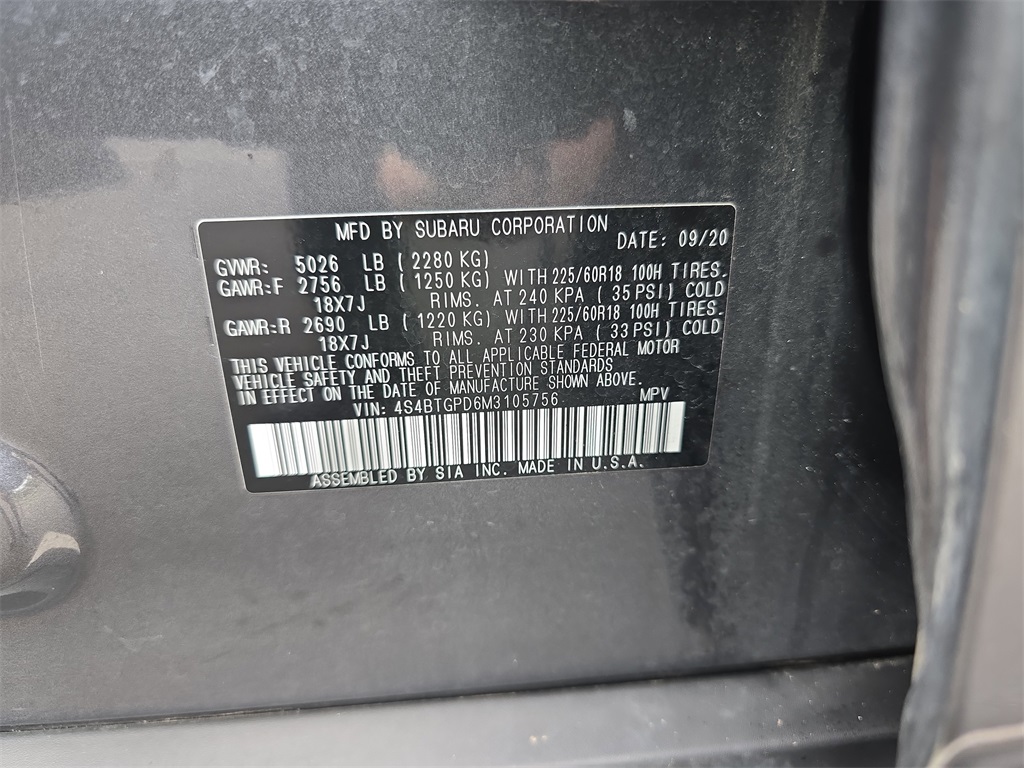 MFD BY SUBARU CORPORATION
DATE: 09/20
GVWR: 5026 LB (2280 KG)
GAWR:F 2756 LB (1250 KG) WITH 225/60R18 100H TIRES.
18X7J RIMS. AT 240 KPA (35 PSI) COLD
GAWR:R 2690 LB (1220 KG) WITH 225/60R18 100H TIRES.
18X7J RIMS. AT 230 KPA (33 PSI) COLD
THIS VEHICLE CONFORMS TO ALL APPLICABLE FEDERAL MOTOR
VEHICLE SAFETY AND THEFT PREVENTION STANDARDS
IN EFFECT ON THE DATE OF MANUFACTURE SHOWN ABOVE.
VIN: 4S4BTGPD6M3105756 MPV
ASSEMBLED BY SIA INC. MADE IN U.S.A.